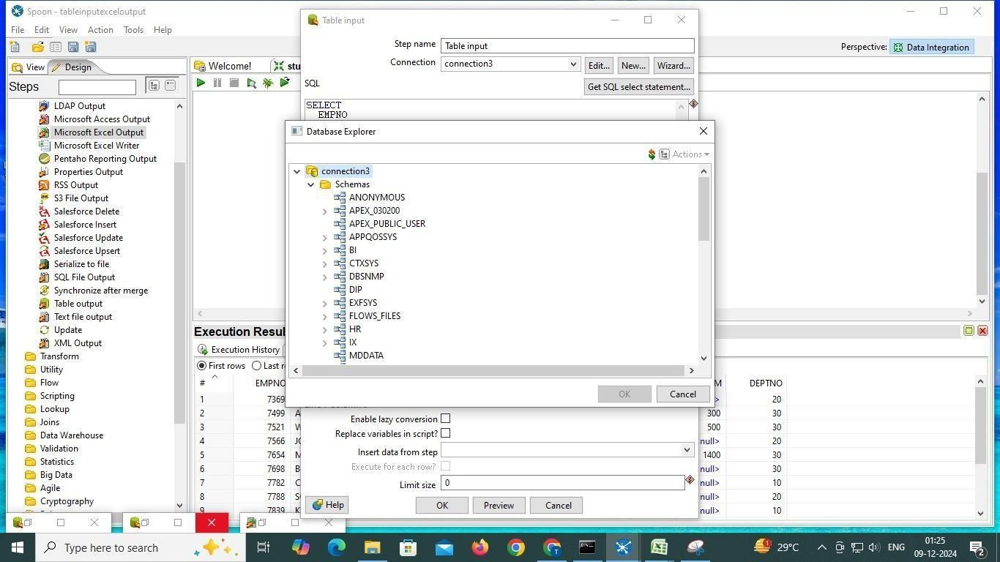 Spoon - tableinputexceloutput
File Edit View Action Tools Help
Perspective: Data Integration
View Design
Steps
LDAP Output
Microsoft Access Output
Microsoft Excel Output
Microsoft Excel Writer
Pentaho Reporting Output
Properties Output
RSS Output
S3 File Output
Salesforce Delete
Salesforce Insert
Salesforce Update
Salesforce Upsert
Serialize to file
SQL File Output
Synchronize after merge
Table output
Text file output
Update
XML Output
Transform
Utility
Flow
Scripting
Lookup
Joins
Data Warehouse
Validation
Statistics
Big Data
Agile
Cryptography
Welcome! stu
Table input
Step name Table input
Connection connection3 Edit... New... Wizard...
SQL Get SQL select statement...
SELECT
EMPNO
Database Explorer
Actions
connection3
Schemas
ANONYMOUS
APEX_030200
APEX_PUBLIC_USER
APPQOSSYS
BI
CTXSYS
DBSNMP
DIP
EXFSYS
FLOWS_FILES
HR
IX
MDDATA
OK Cancel
Enable lazy conversion
Replace variables in script?
Insert data from step
Execute for each row?
Limit size 0
Help OK Preview Cancel
Execution Resul
Execution History
First rows Last r
# EMPNO M DEPTNO
1 7369 > 20
2 7499 A 300 30
3 7521 W 500 30
4 7566 JO null> 20
5 7654 M 1400 30
6 7698 B null> 30
7 7782 C null> 10
8 7788 SC null> 20
9 7839 K null> 10
Type here to search
29°C ENG 01:25
09-12-2024
2